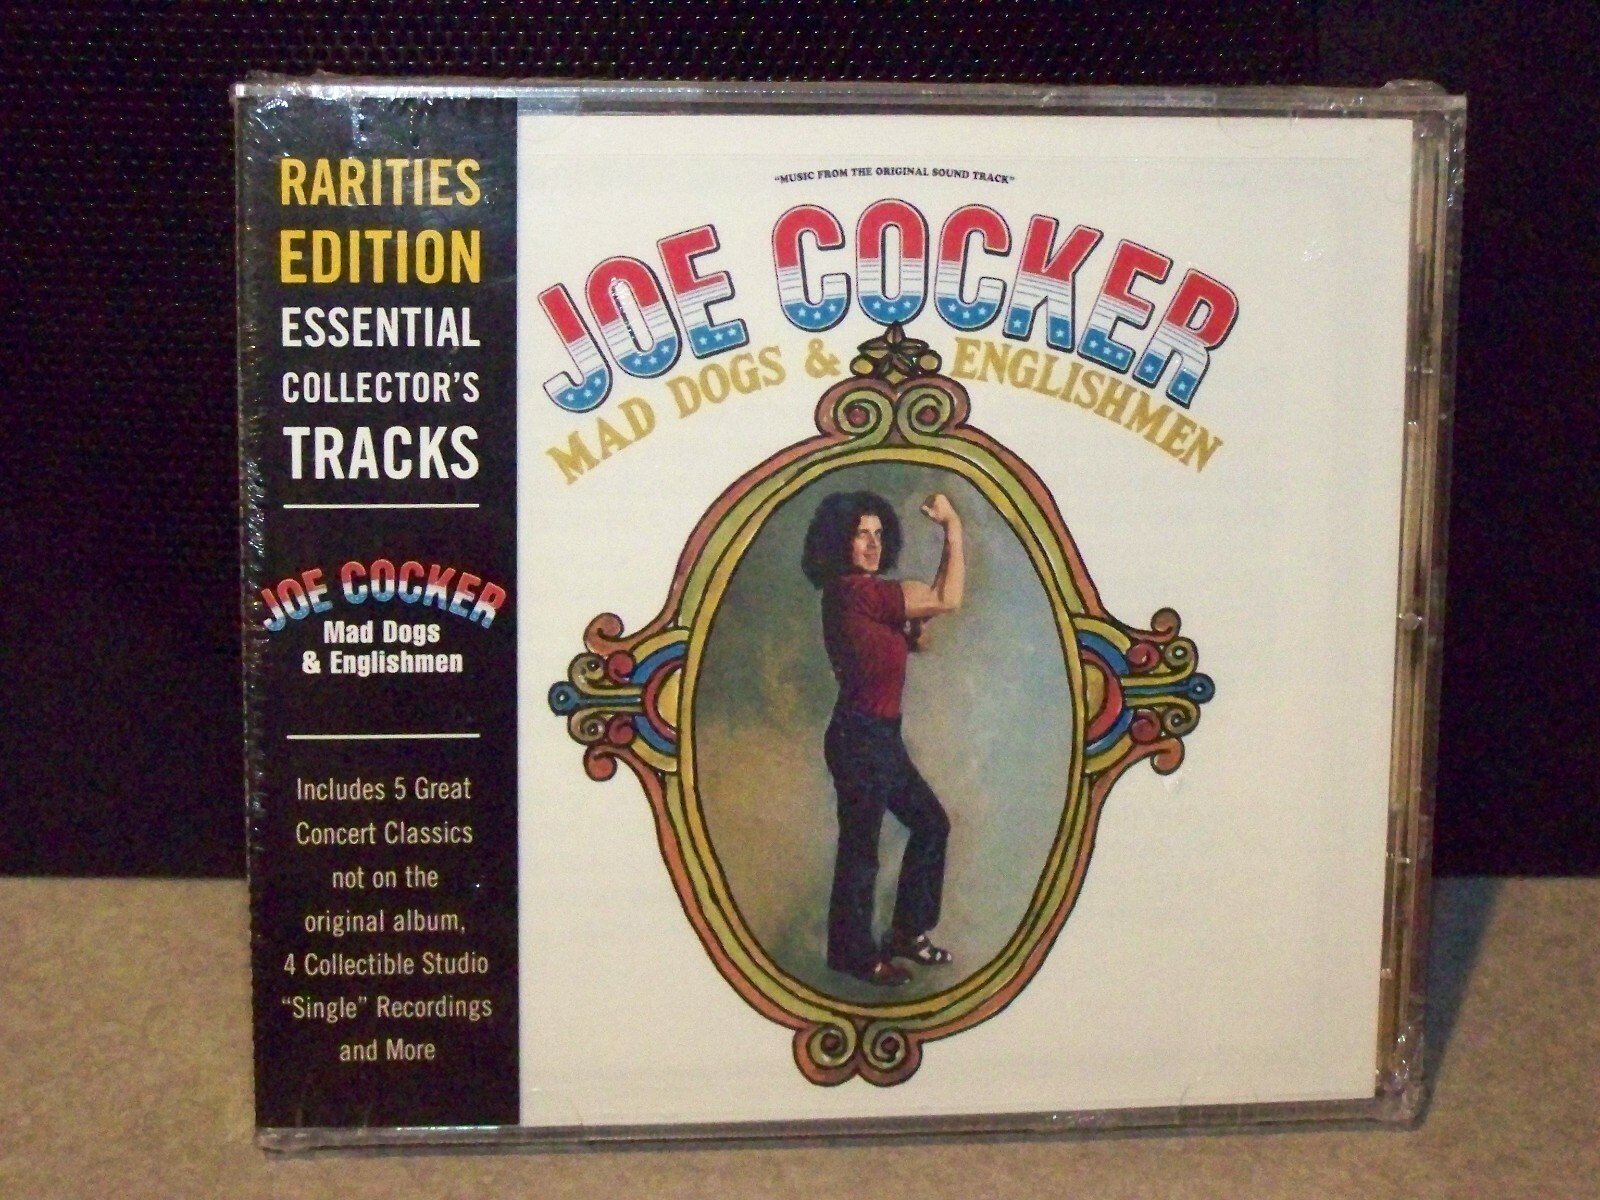 RARITIES
EDITION
ESSENTIAL
COLLECTOR'S
TRACKS
JOE COCKER
Mad Dogs
& Englishmen
Includes 5 Great
Concert Classics
not on the
original album,
4 Collectible Studio
"Single" Recordings
and More
"MUSIC FROM THE ORIGINAL SOUND TRACK"
JOE COCKER
MAD DOGS & ENGLISHMEN